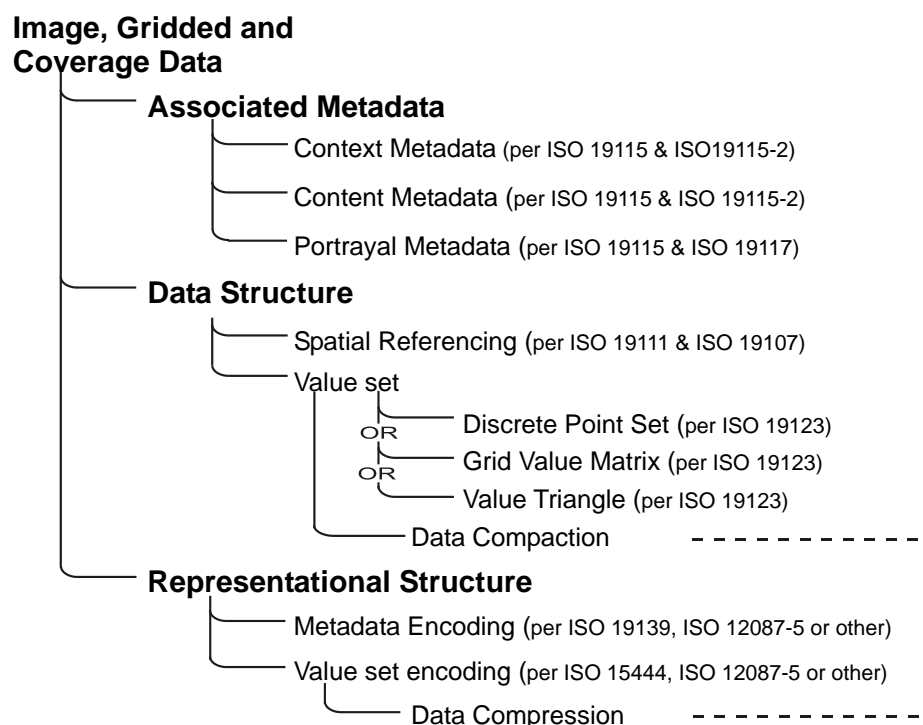 Image, Gridded and
Coverage Data
Associated Metadata
Context Metadata (per ISO 19115 & ISO19115-2)
Content Metadata (per ISO 19115 & ISO 19115-2)
Portrayal Metadata (per ISO 19115 & ISO 19117)
Data Structure
Spatial Referencing (per ISO 19111 & ISO 19107)
Value set
Discrete Point Set (per ISO 19123)
OR
Grid Value Matrix (per ISO 19123)
OR
Value Triangle (per ISO 19123)
Data Compaction
Representational Structure
Metadata Encoding (per ISO 19139, ISO 12087-5 or other)
Value set encoding (per ISO 15444, ISO 12087-5 or other)
Data Compression